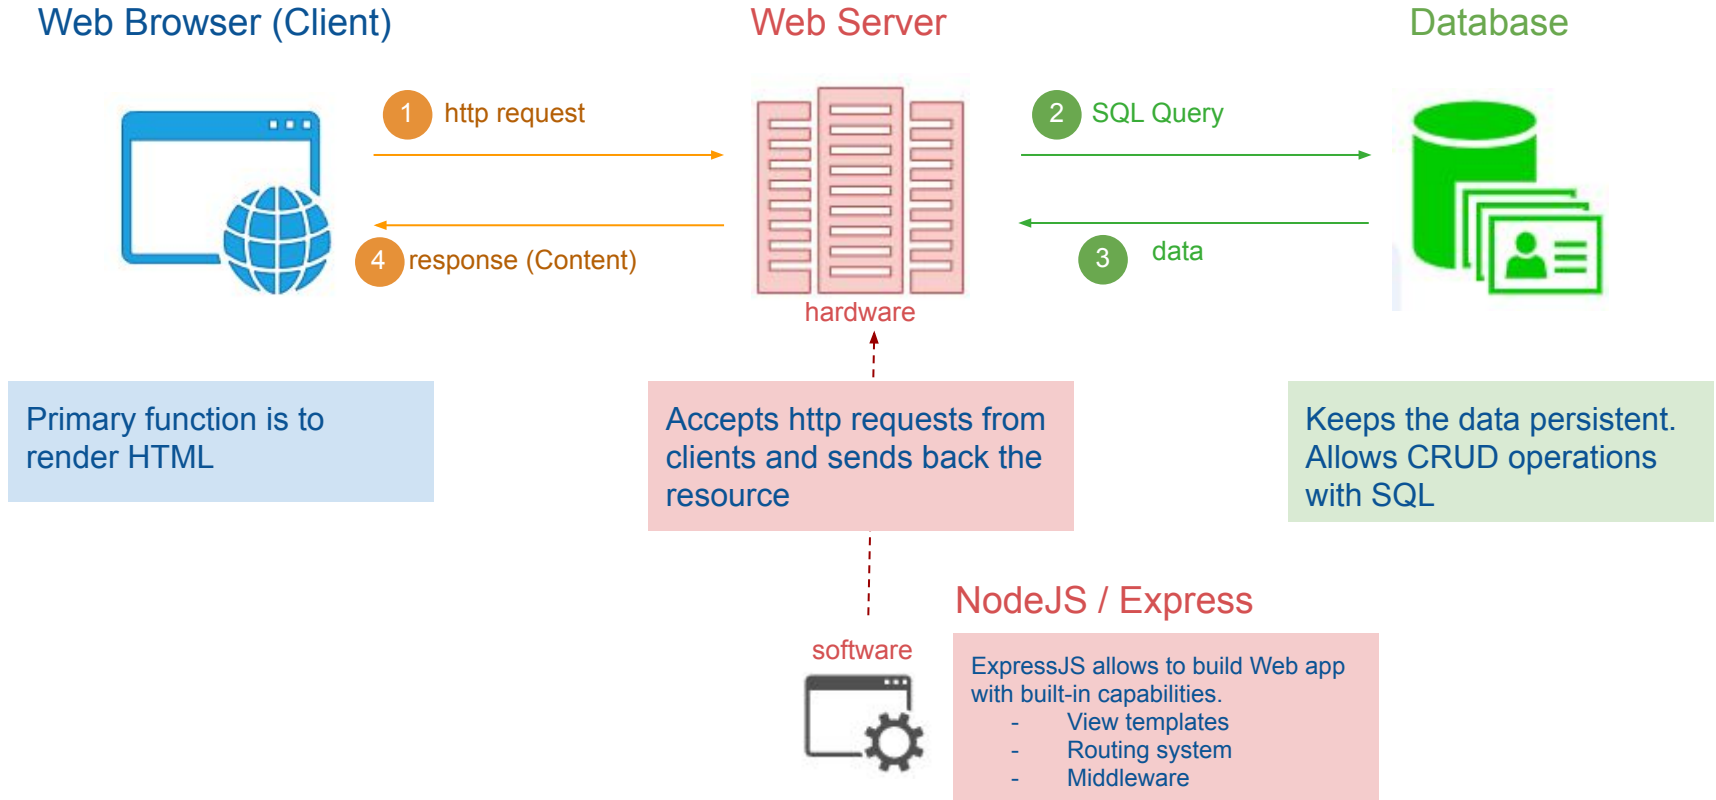 Web Browser (Client)
Web Server
Database
1 http request
2 SQL Query
4 response (Content)
3 data
hardware
Primary function is to
render HTML
Accepts http requests from
clients and sends back the
resource
Keeps the data persistent.
Allows CRUD operations
with SQL
NodeJS / Express
software
ExpressJS allows to build Web app
with built-in capabilities.
- View templates
- Routing system
- Middleware